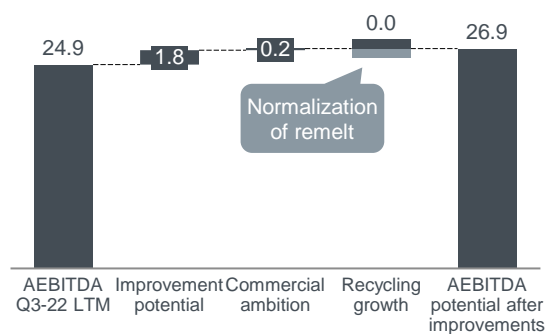 24.9
1.8
0.2
0.0
26.9
Normalization
of remelt
AEBITDA
Q3-22 LTM
Improvement
potential
Commercial
ambition
Recycling
growth
AEBITDA
potential after
improvements